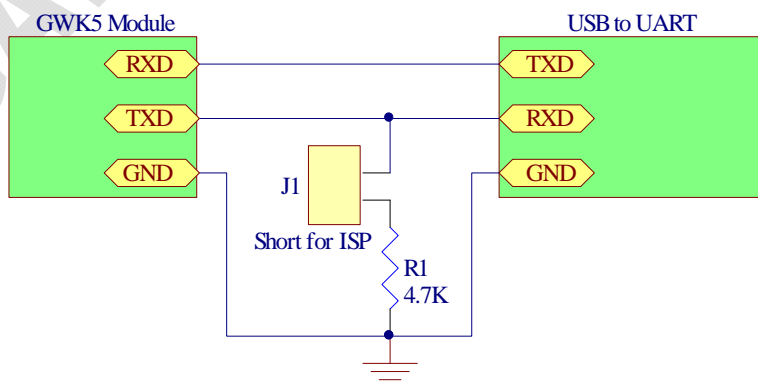 GWK5 Module
USB to UART
RXD
TXD
TXD
RXD
GND
GND
J1
Short for ISP
R1
4.7K